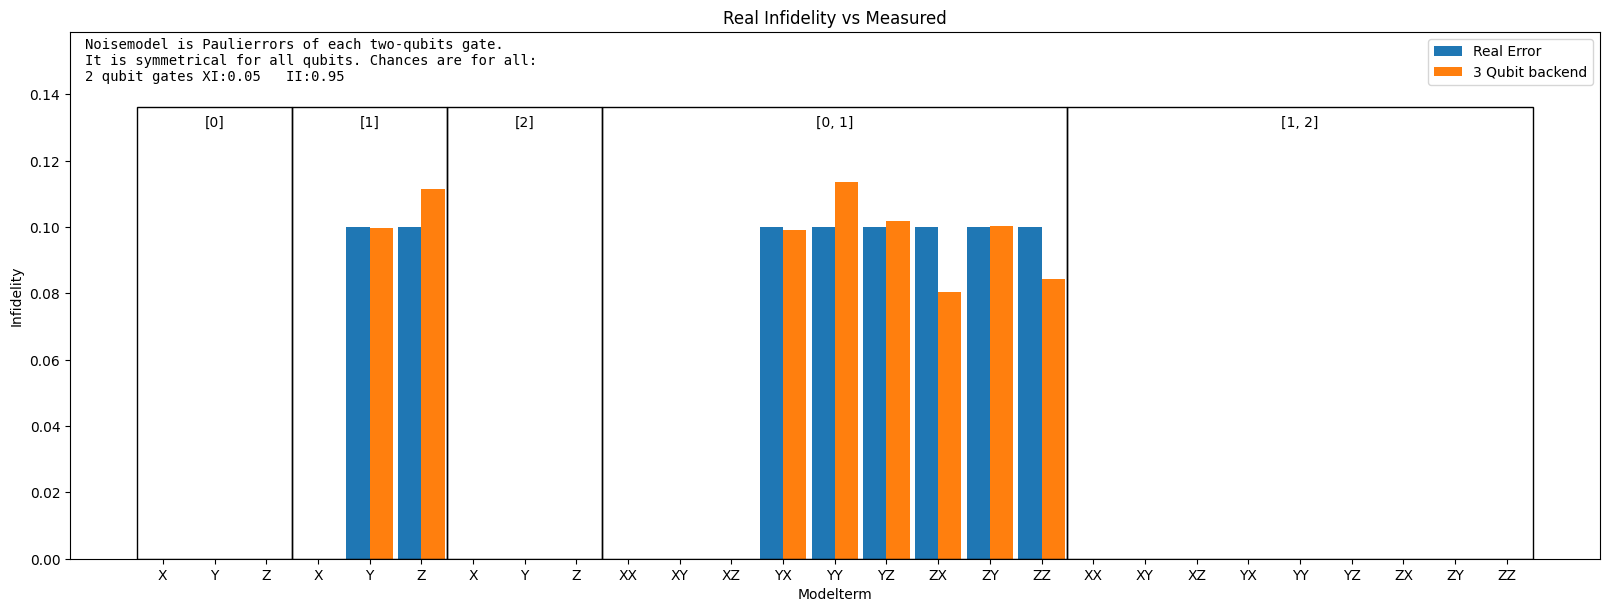 Real Infidelity vs Measured
Noisemodel is Paulierrors of each two-qubits gate.
It is symmetrical for all qubits. Chances are for all:
2 qubit gates XI:0.05   II:0.95
Real Error
3 Qubit backend
[0]
[1]
[2]
[0, 1]
[1, 2]
Infidelity
0.14
0.12
0.10
0.08
0.06
0.04
0.02
0.00
X Y Z X Y Z X Y Z XX XY XZ YX YY YZ ZX ZY ZZ XX XY XZ YX YY YZ ZX ZY ZZ
Modelterm